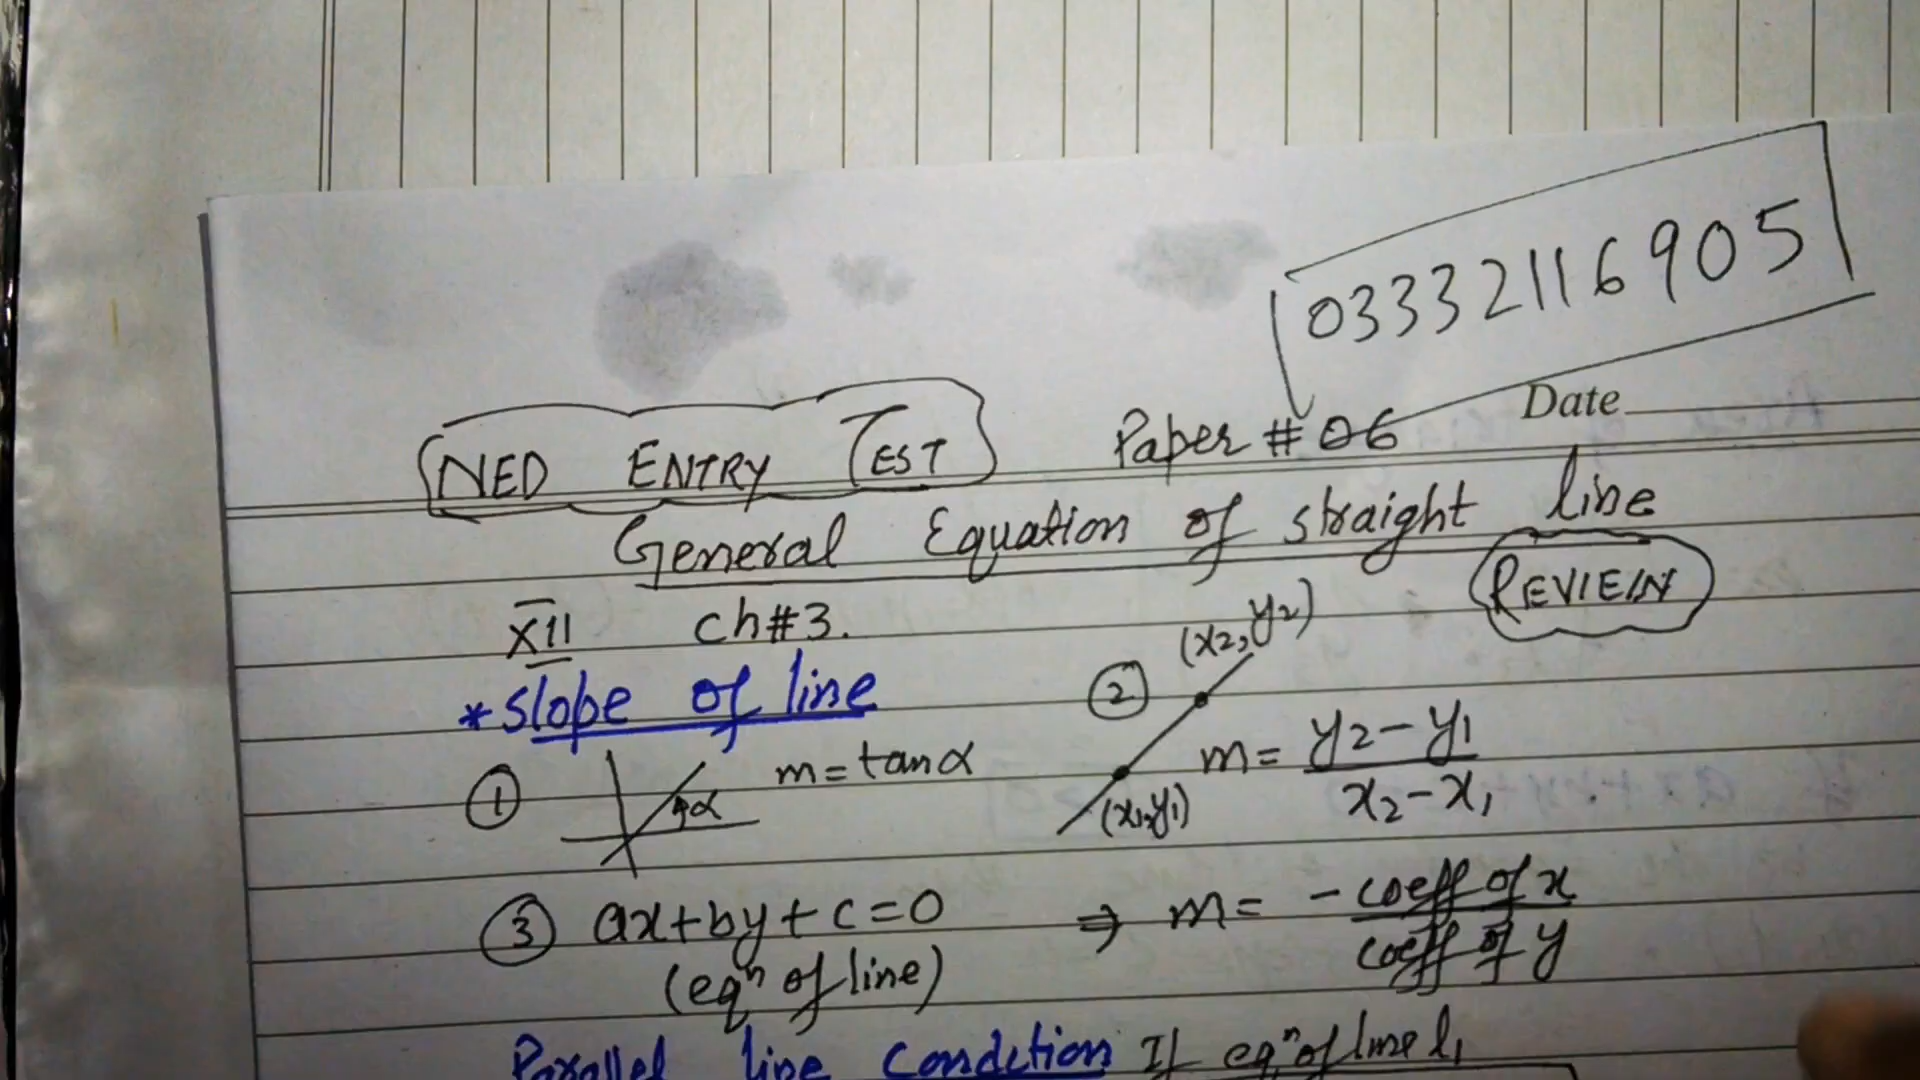 03332116905
Date
NED ENTRY TEST Paper # 06
General Equation of straight line
REVIEW
XII ch#3.
*slope of line
① α m=tanα
② (x2,y2) (x1,y1) m= y2-y1 / x2-x1
③ ax+by+c=0 ⇒ m= -coeff of x / coeff of y
(eqn of line)
Parallel line condition If eqn of line l1